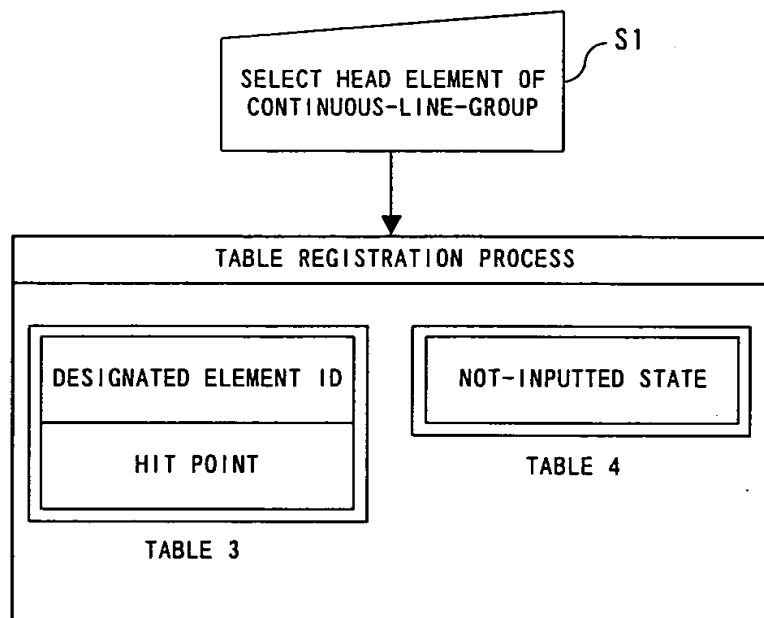 S1
SELECT HEAD ELEMENT OF
CONTINUOUS-LINE-GROUP
TABLE REGISTRATION PROCESS
DESIGNATED ELEMENT ID
HIT POINT
TABLE 3
NOT-INPUTTED STATE
TABLE 4